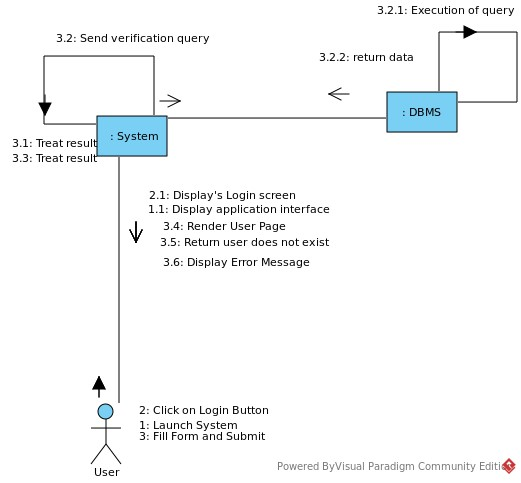 3.2.1: Execution of query
3.2: Send verification query
3.2.2: return data
: DBMS
: System
3.1: Treat result
3.3: Treat result
2.1: Display's Login screen
1.1: Display application interface
3.4: Render User Page
3.5: Return user does not exist
3.6: Display Error Message
2: Click on Login Button
1: Launch System
3: Fill Form and Submit
User
Powered ByVisual Paradigm Community Edition